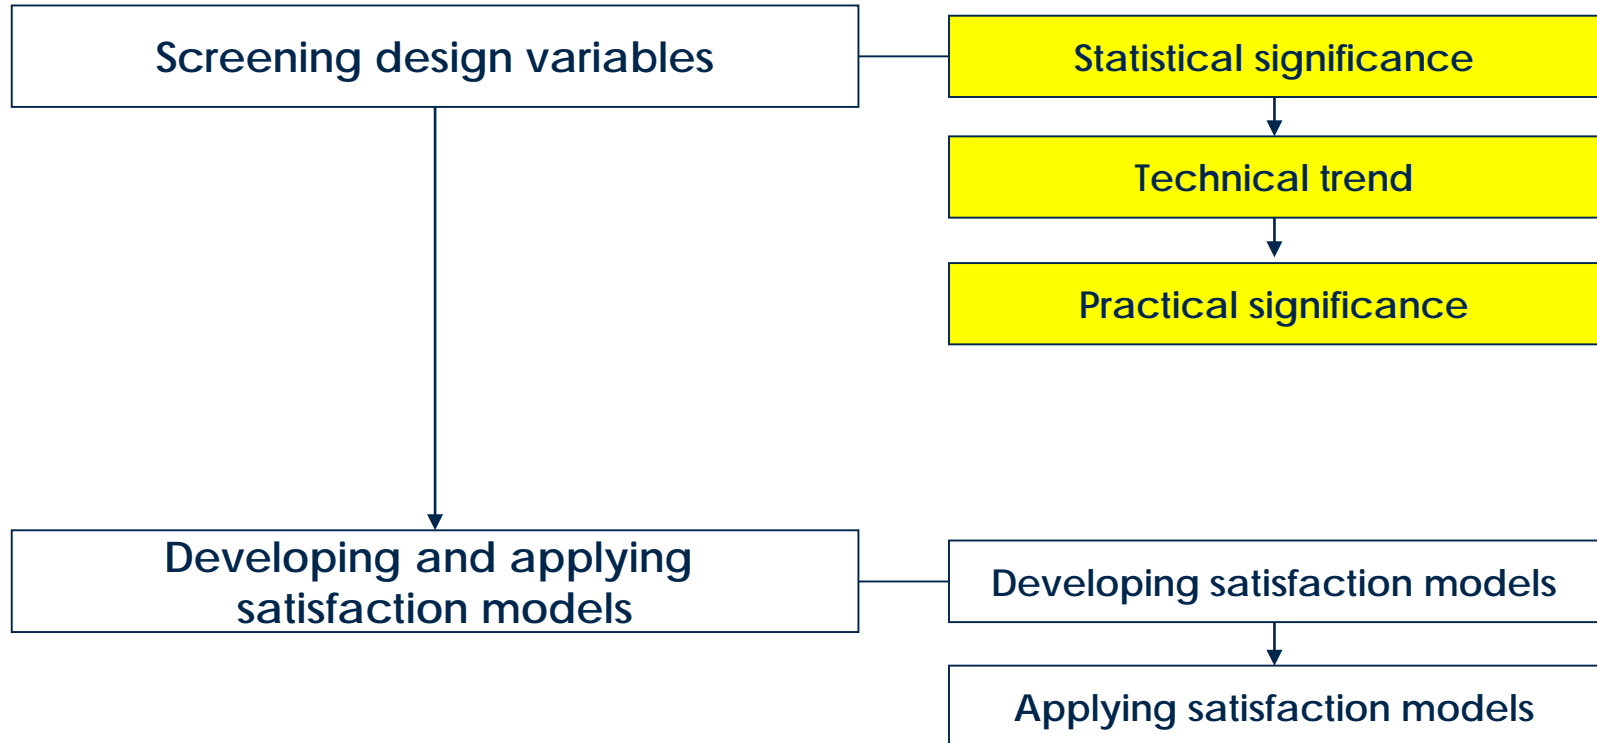 Screening design variables
Statistical significance
Technical trend
Practical significance
Developing and applying
satisfaction models
Developing satisfaction models
Applying satisfaction models